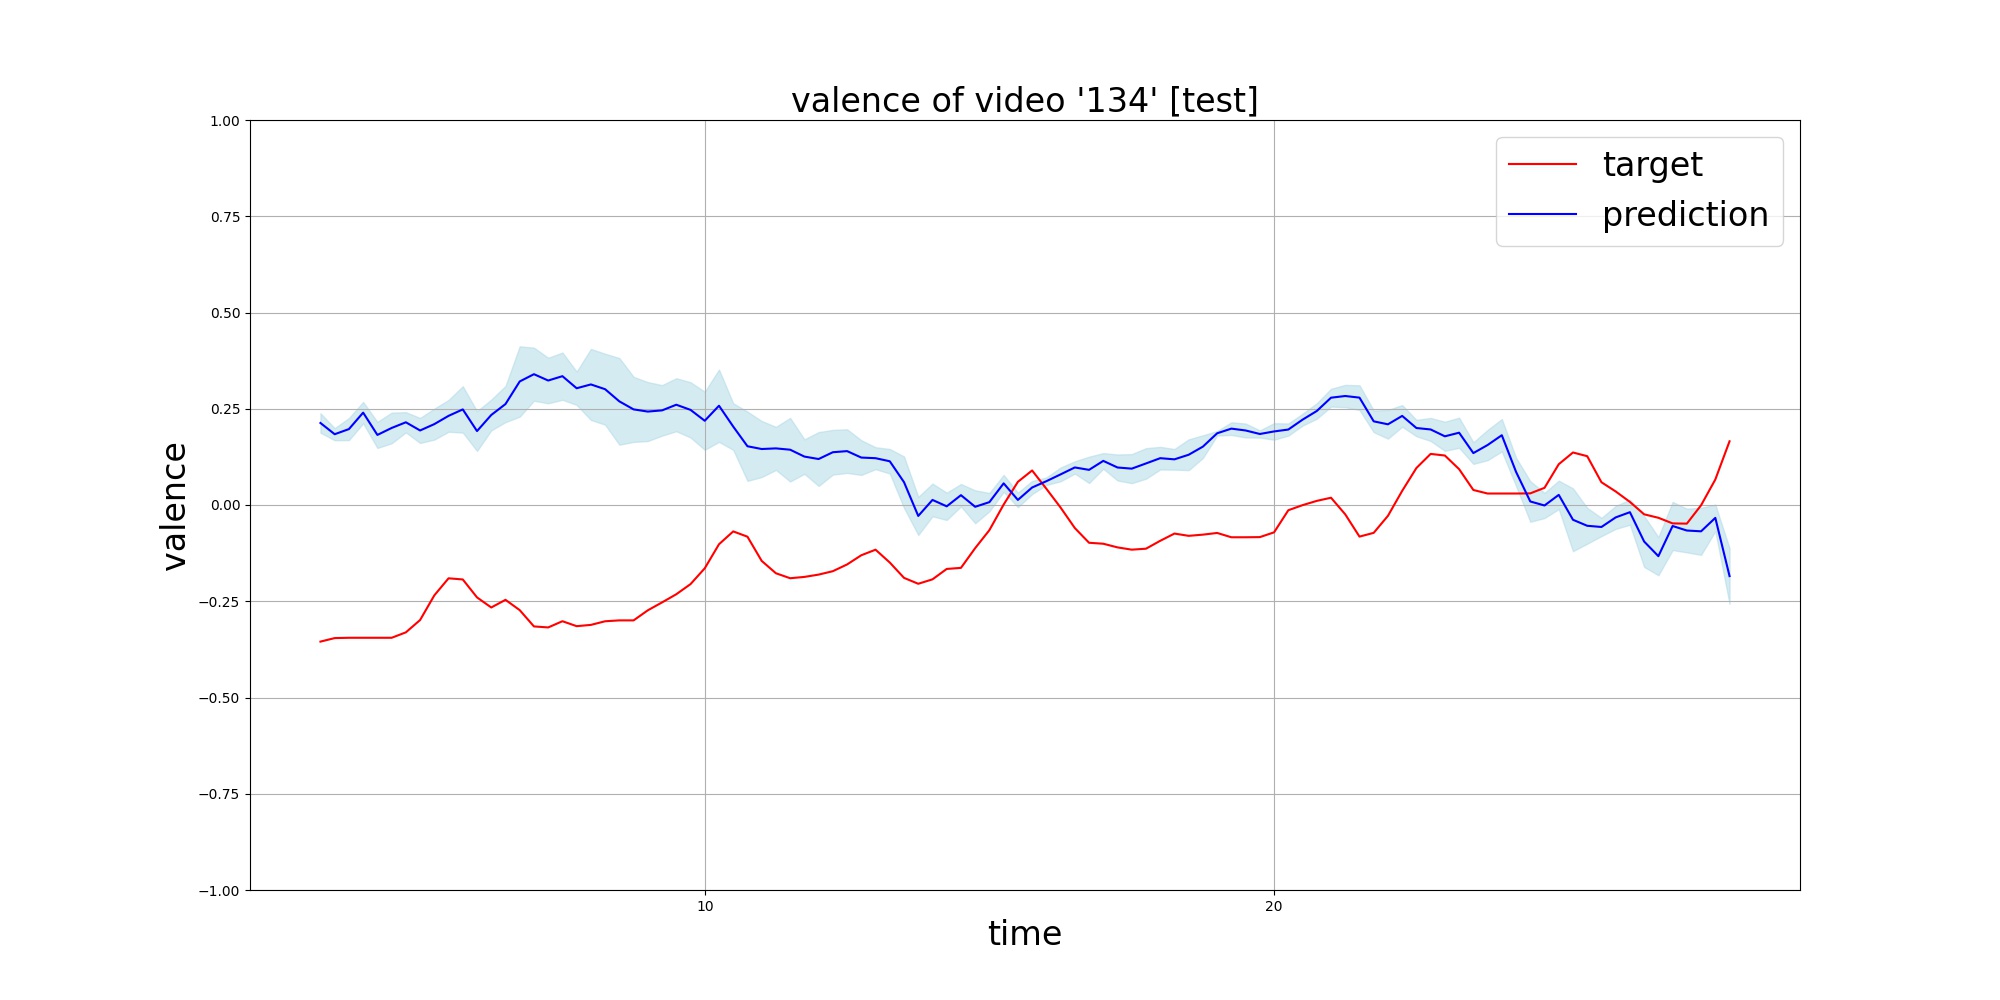 valence of video '134' [test]
target
prediction
1.00
0.75
0.50
0.25
0.00
−0.25
−0.50
−0.75
−1.00
valence
10
20
time